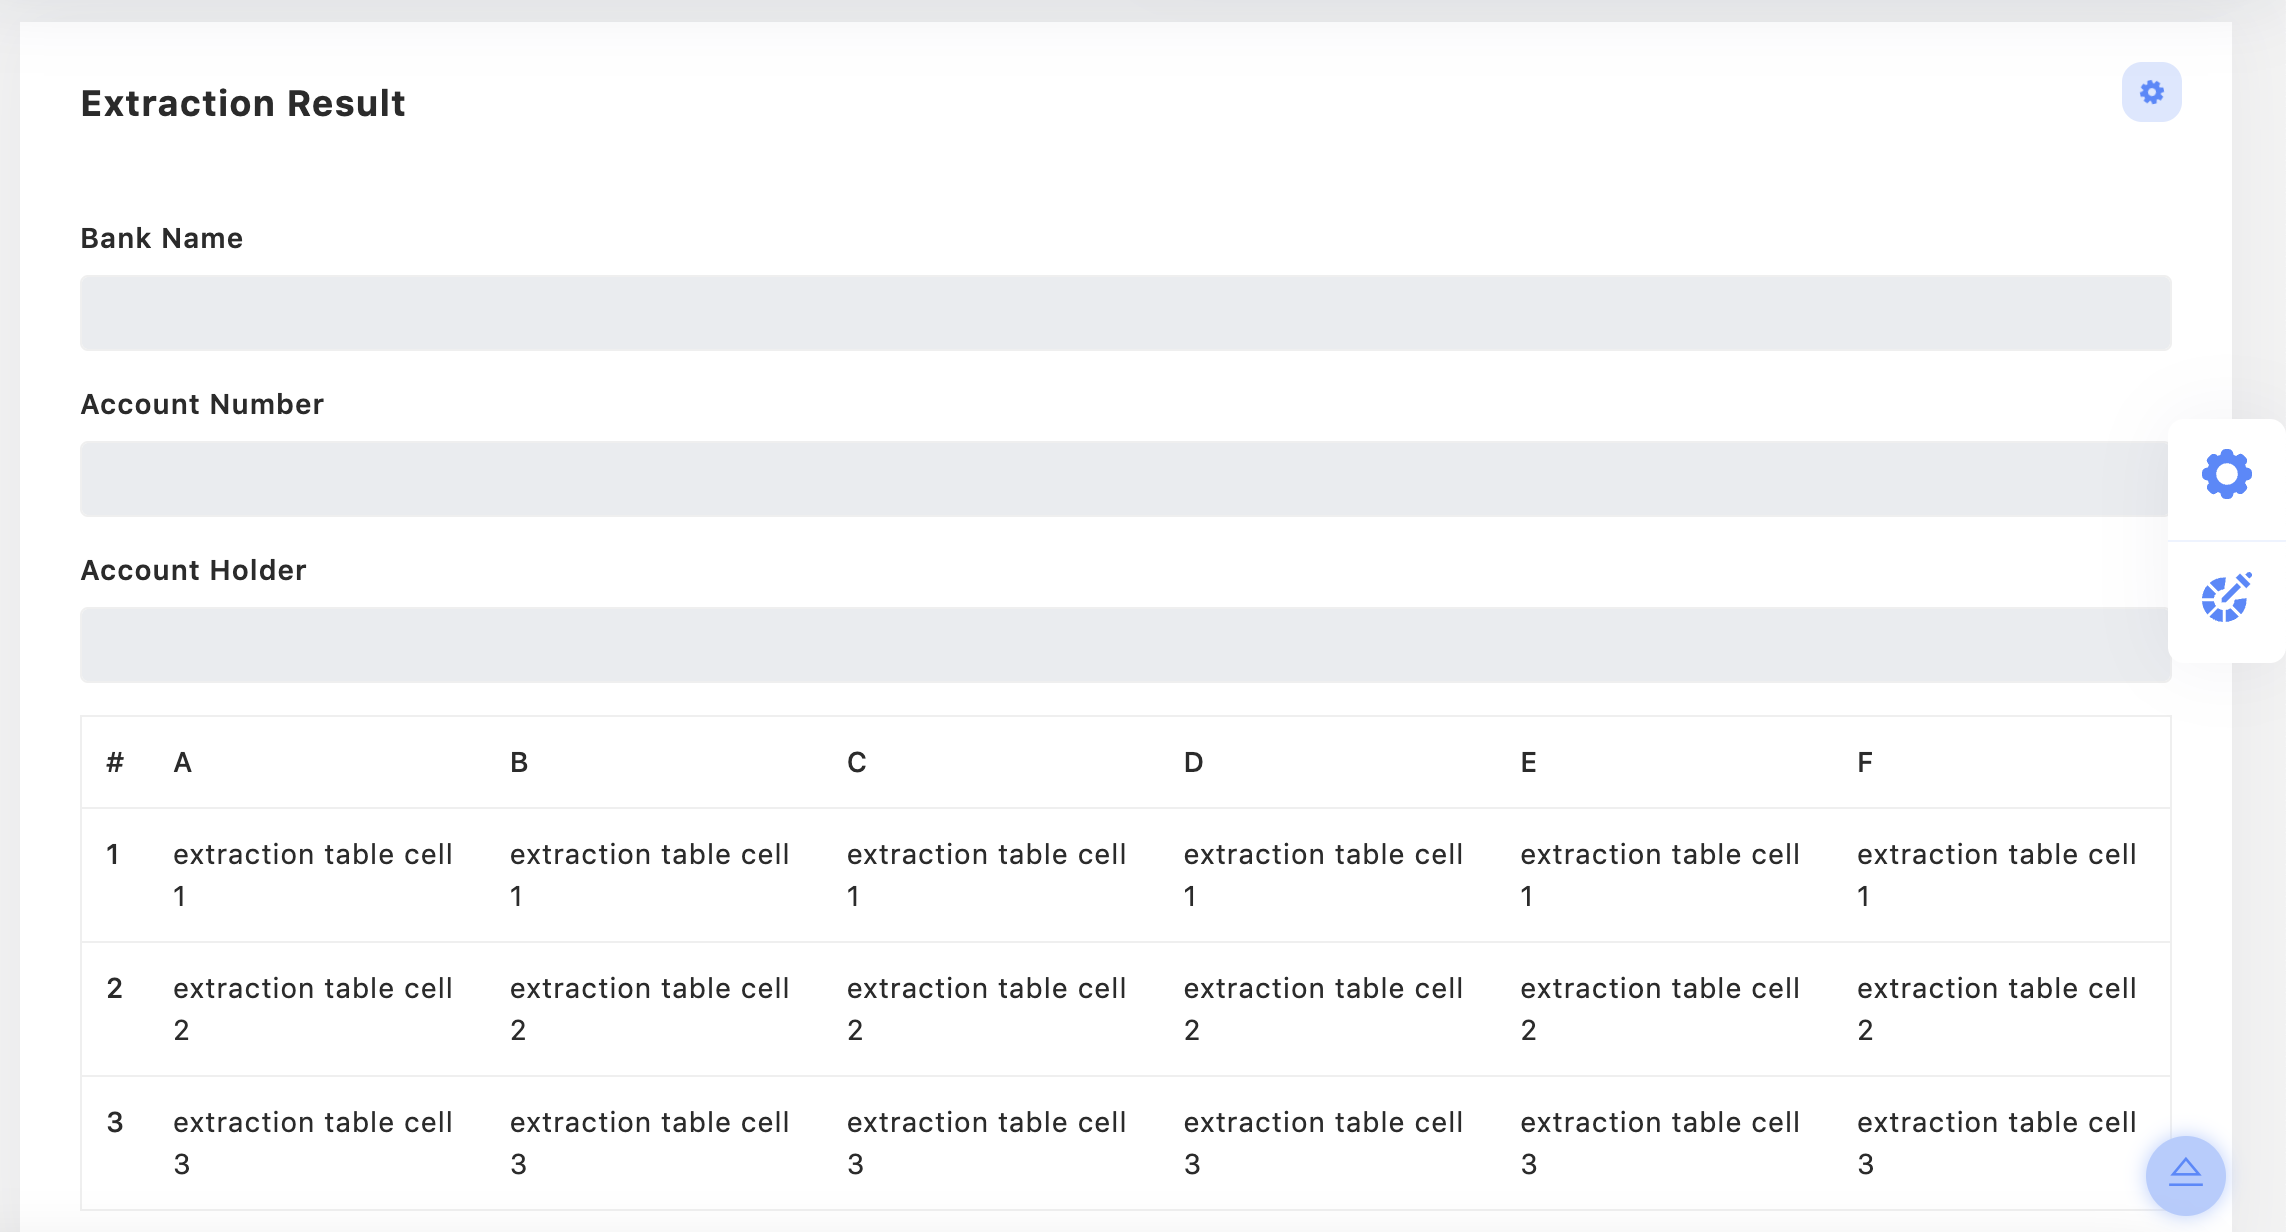 Extraction Result
Bank Name
Account Number
Account Holder
# A B C D E F
1 extraction table cell 1 extraction table cell 1 extraction table cell 1 extraction table cell 1 extraction table cell 1 extraction table cell 1
2 extraction table cell 2 extraction table cell 2 extraction table cell 2 extraction table cell 2 extraction table cell 2 extraction table cell 2
3 extraction table cell 3 extraction table cell 3 extraction table cell 3 extraction table cell 3 extraction table cell 3 extraction table cell 3